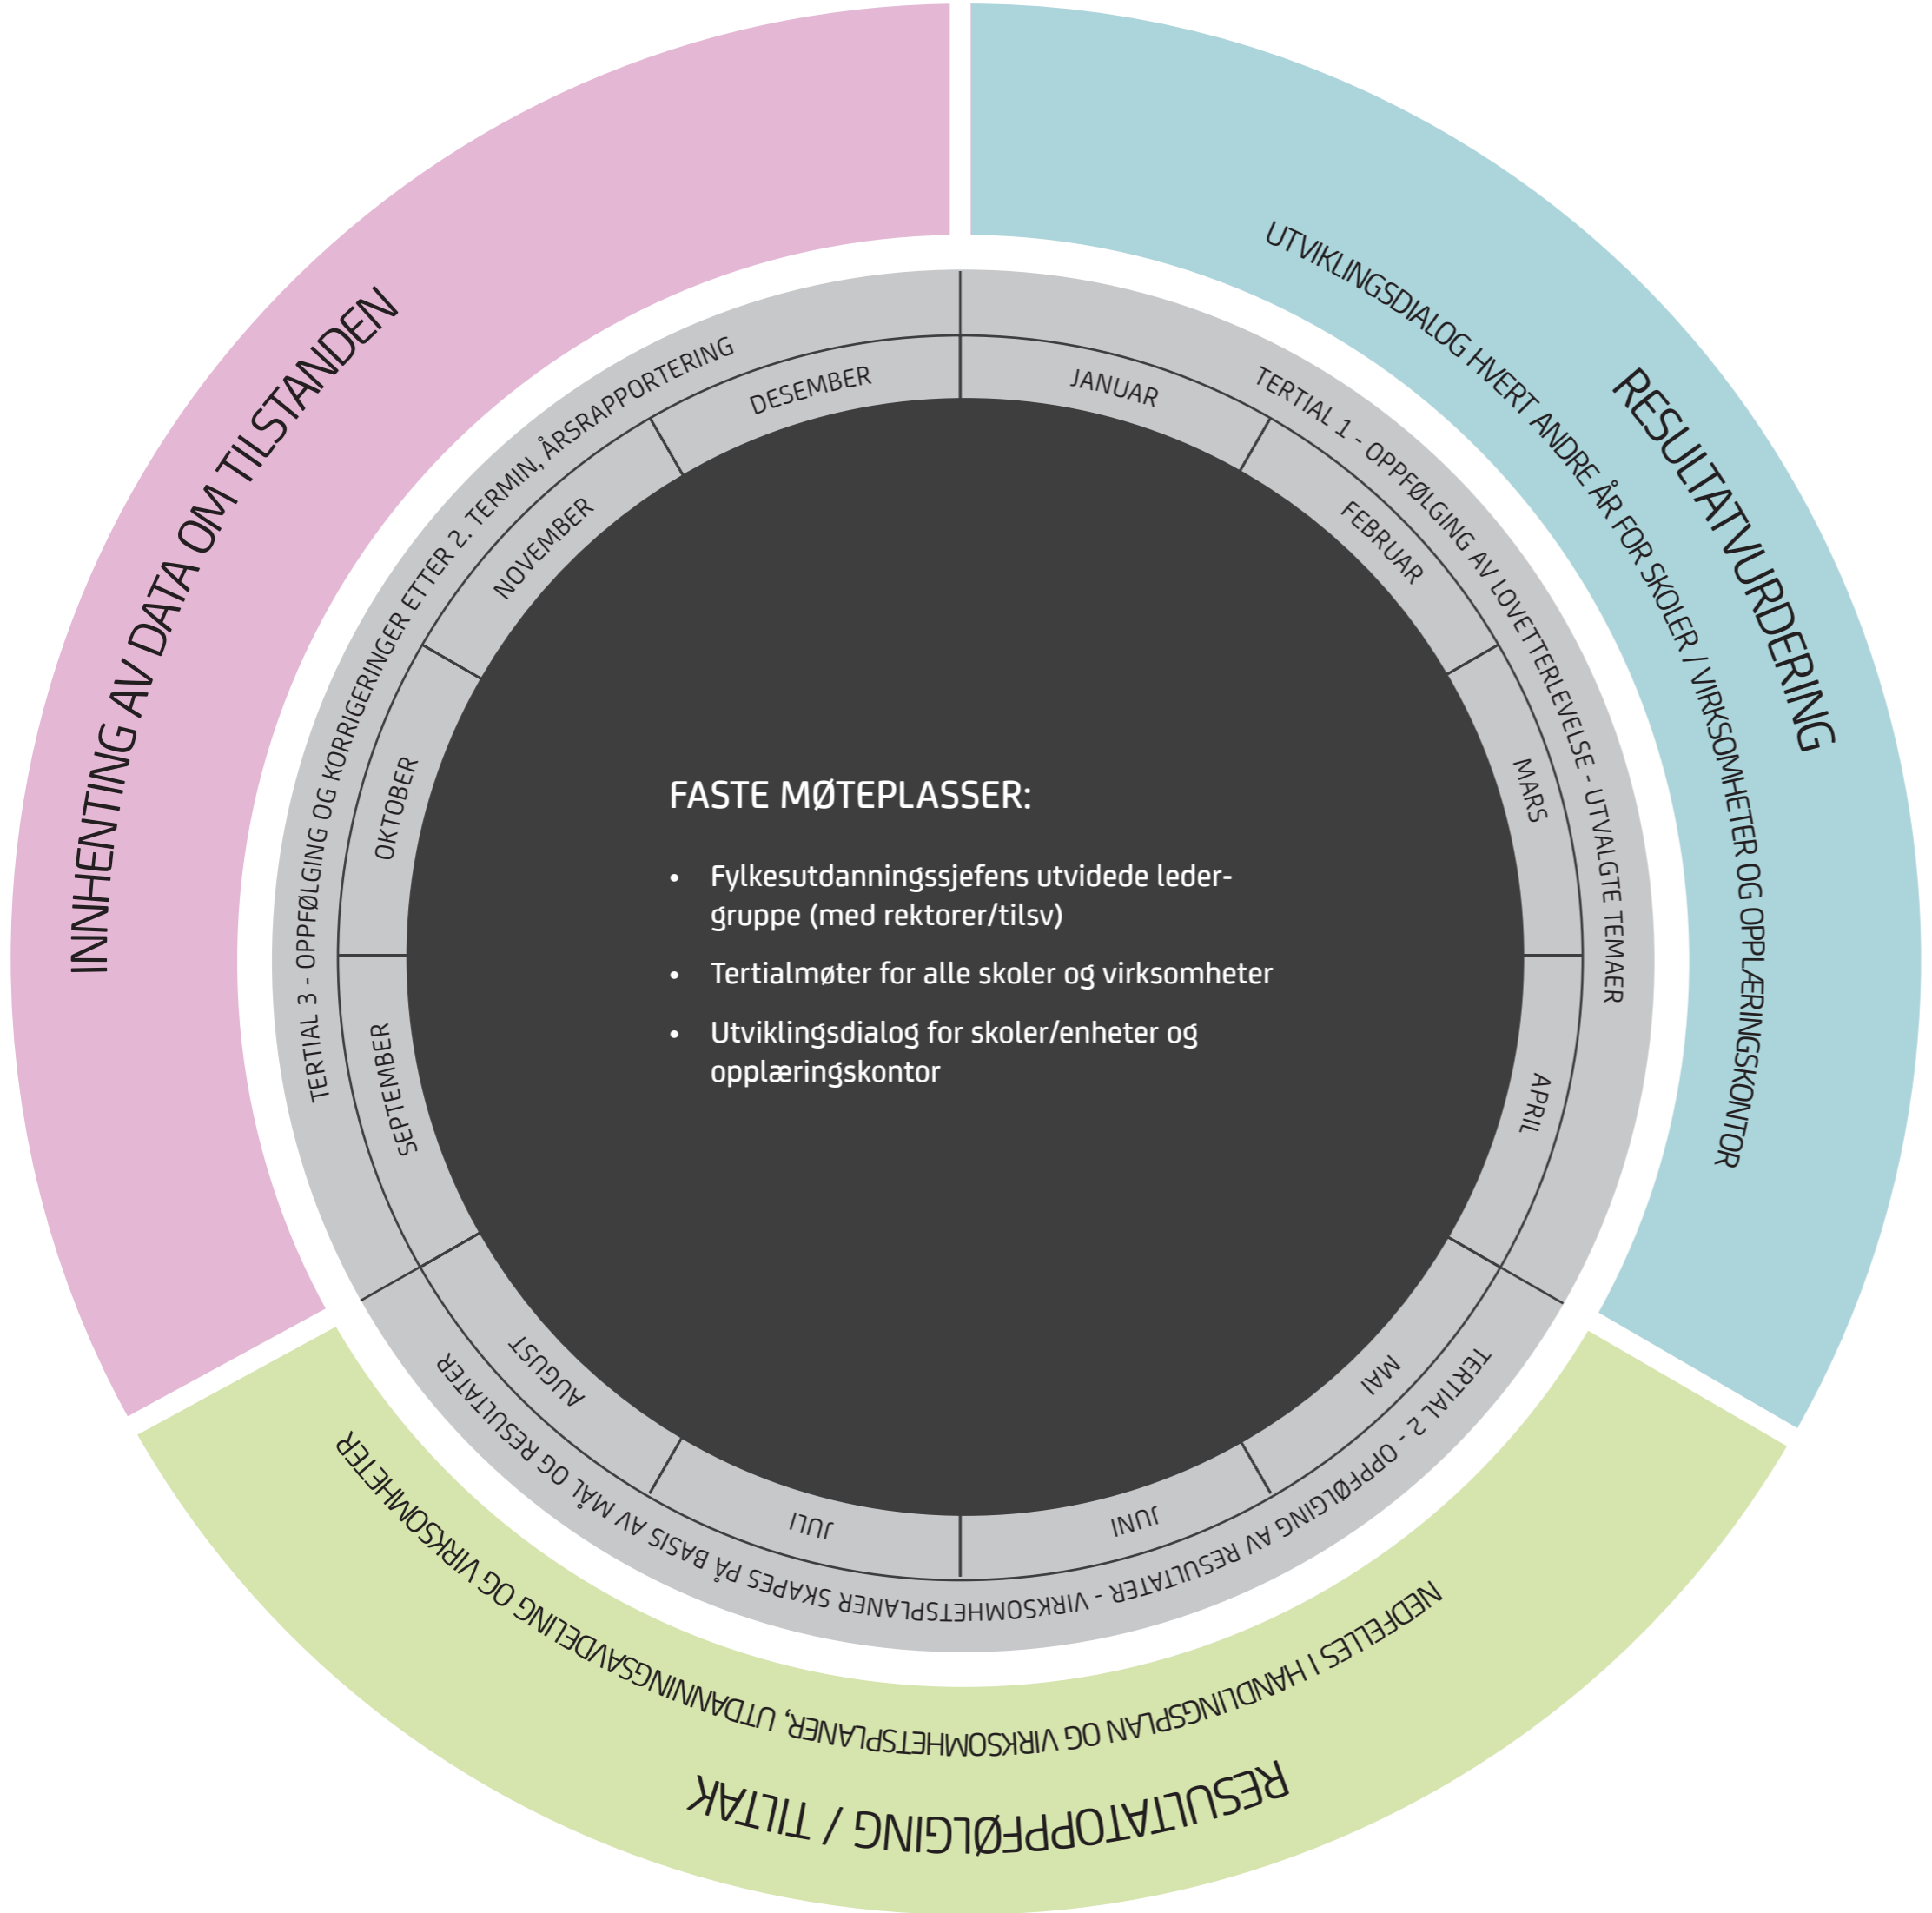 INNHENTING AV DATA OM TILSTANDEN
RESULTATVURDERING
UTVIKLINGSDIALOG HVERT ANDRE ÅR FOR SKOLER / VIRKSOMHETER OG OPPLÆRINGSKONTOR
RESULTATOPPFØLGING / TILTAK
NEDFELLES I HANDLINGSPLAN OG VIRKSOMHETSPLANER, UTDANNINGSAVDELING OG VIRKSOMHETER
TERTIAL 1 - OPPFØLGING AV LOVETTERLEVELSE - UTVALGTE TEMAER
TERTIAL 2 - OPPFØLGING AV RESULTATER - VIRKSOMHETSPLANER SKAPES PÅ BASIS AV MÅL OG RESULTATER
TERTIAL 3 - OPPFØLGING OG KORRIGERINGER ETTER 2. TERMIN, ÅRSRAPPORTERING
JANUAR
FEBRUAR
MARS
APRIL
MAI
JUNI
JULI
AUGUST
SEPTEMBER
OKTOBER
NOVEMBER
DESEMBER
FASTE MØTEPLASSER:
• Fylkesutdanningssjefens utvidede leder-
gruppe (med rektorer/tilsv)
• Tertialmøter for alle skoler og virksomheter
• Utviklingsdialog for skoler/enheter og
opplæringskontor